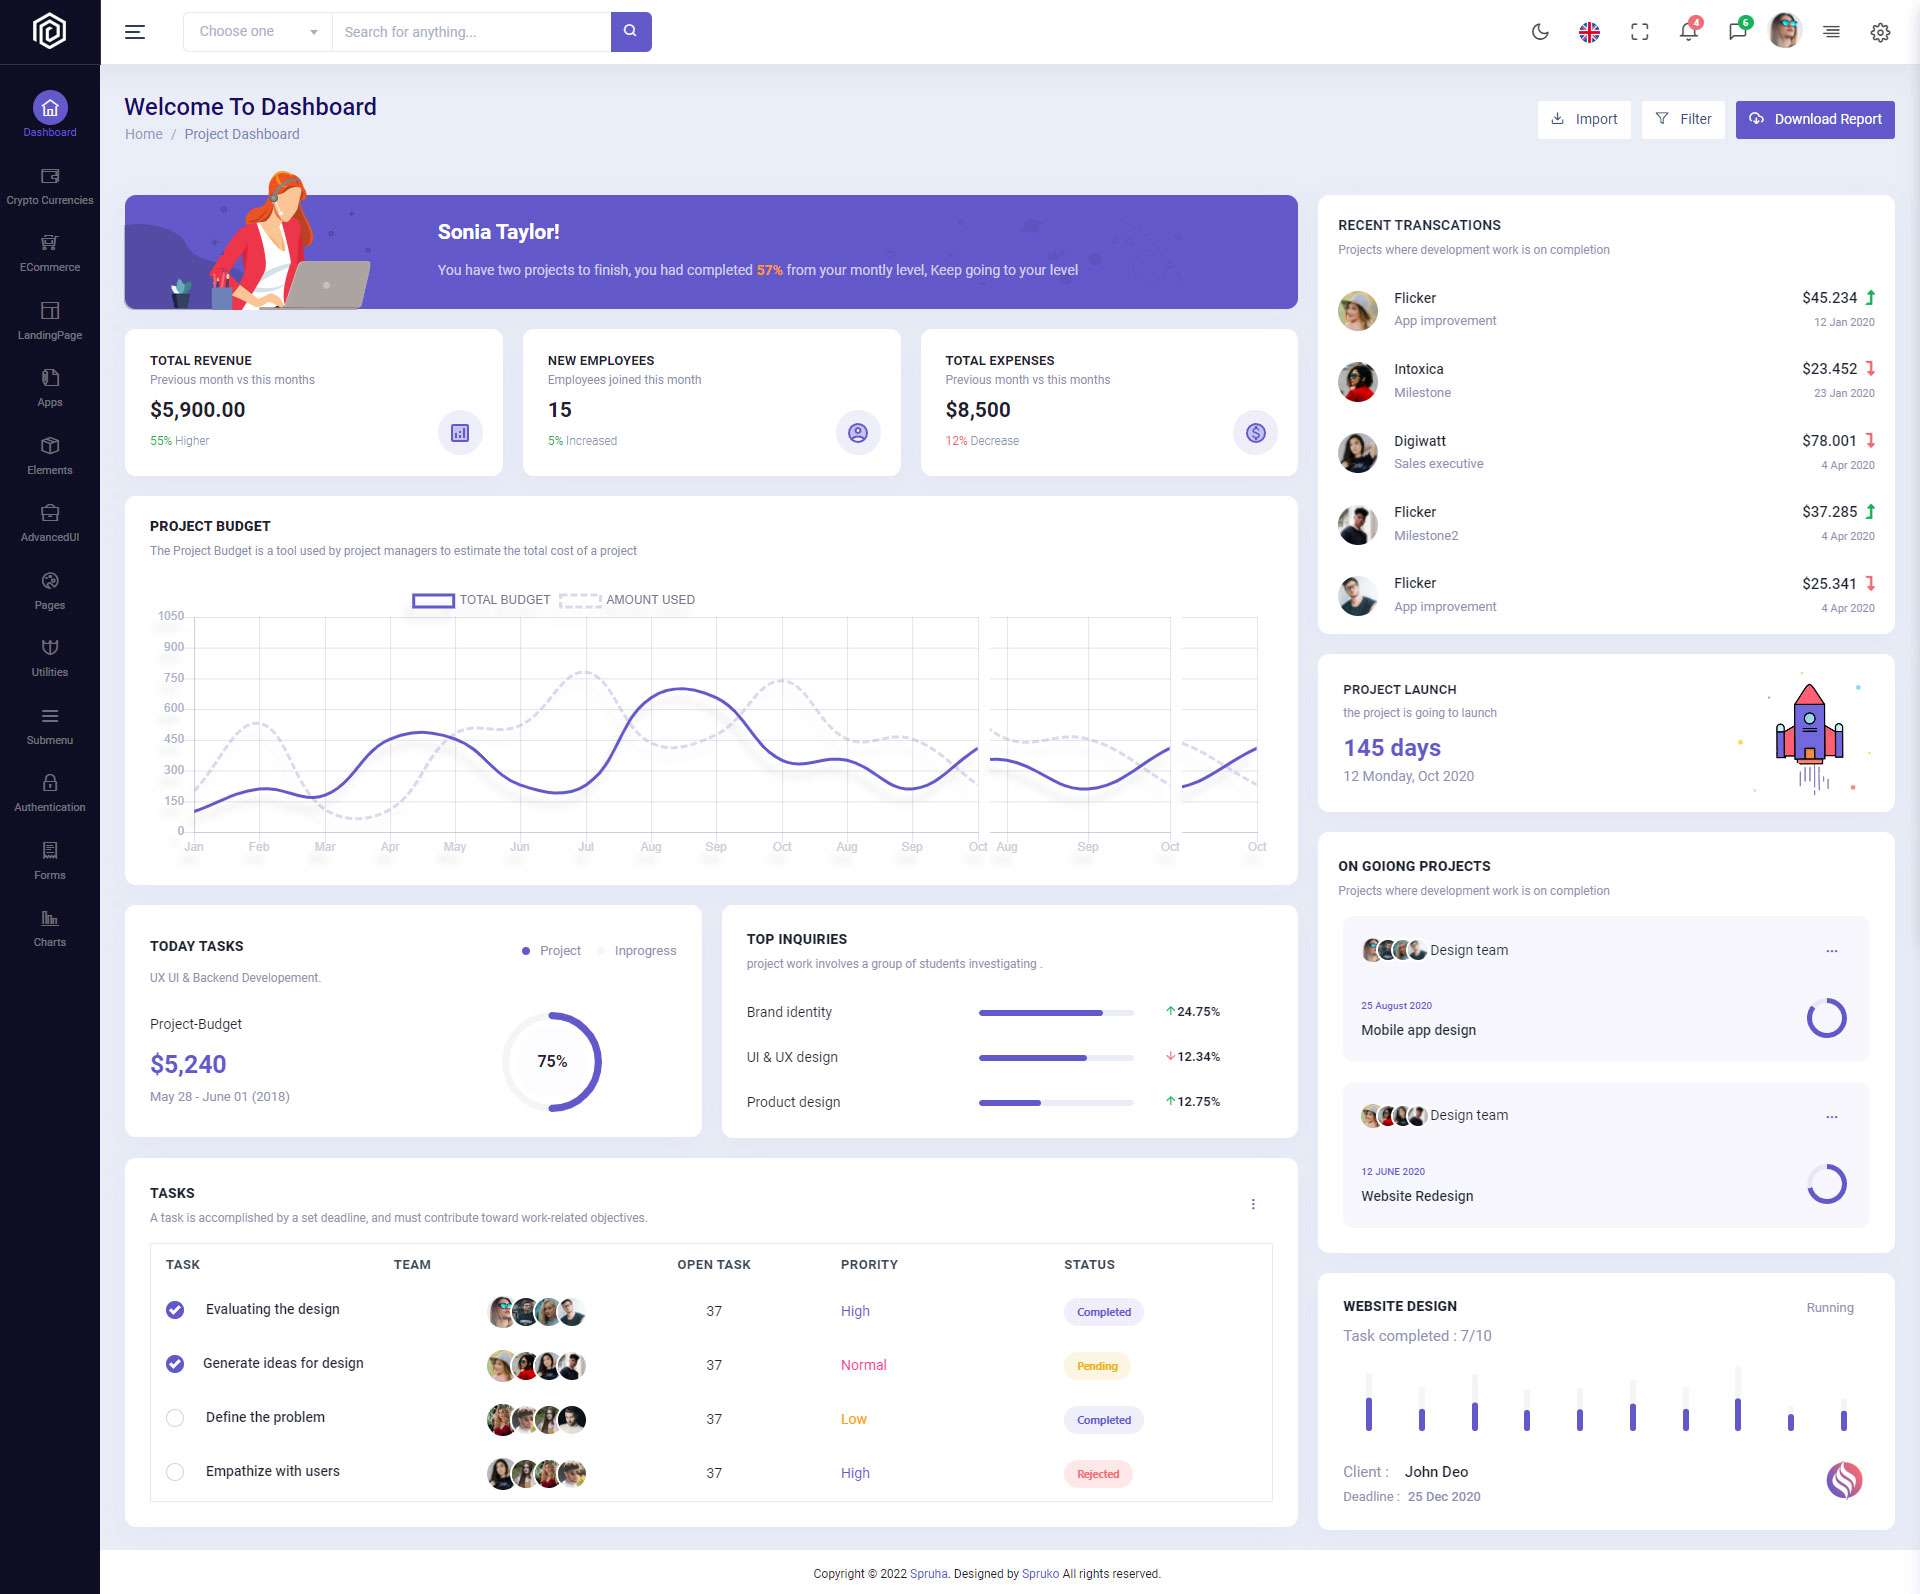 Choose one
Search for anything...
4
6
Dashboard
Crypto Currencies
ECommerce
LandingPage
Apps
Elements
AdvancedUI
Pages
Utilities
Submenu
Authentication
Forms
Charts
Welcome To Dashboard
Home / Project Dashboard
Import
Filter
Download Report
Sonia Taylor!
You have two projects to finish, you had completed 57% from your montly level, Keep going to your level
TOTAL REVENUE
Previous month vs this months
$5,900.00
55% Higher
NEW EMPLOYEES
Employees joined this month
15
5% Increased
TOTAL EXPENSES
Previous month vs this months
$8,500
12% Decrease
PROJECT BUDGET
The Project Budget is a tool used by project managers to estimate the total cost of a project
TOTAL BUDGET AMOUNT USED
1050
900
750
600
450
300
150
0
Jan Feb Mar Apr May Jun Jul Aug Sep Oct Aug Sep Oct Aug Sep Oct Oct
TODAY TASKS
Project Inprogress
UX UI & Backend Developement.
Project-Budget
$5,240
May 28 - June 01 (2018)
75%
TOP INQUIRIES
project work involves a group of students investigating .
Brand identity 24.75%
UI & UX design 12.34%
Product design 12.75%
TASKS
A task is accomplished by a set deadline, and must contribute toward work-related objectives.
TASK TEAM OPEN TASK PRORITY STATUS
Evaluating the design 37 High Completed
Generate ideas for design 37 Normal Pending
Define the problem 37 Low Completed
Empathize with users 37 High Rejected
RECENT TRANSCATIONS
Projects where development work is on completion
Flicker $45.234
App improvement 12 Jan 2020
Intoxica $23.452
Milestone 23 Jan 2020
Digiwatt $78.001
Sales executive 4 Apr 2020
Flicker $37.285
Milestone2 4 Apr 2020
Flicker $25.341
App improvement 4 Apr 2020
PROJECT LAUNCH
the project is going to launch
145 days
12 Monday, Oct 2020
ON GOIONG PROJECTS
Projects where development work is on completion
Design team
25 August 2020
Mobile app design
Design team
12 JUNE 2020
Website Redesign
WEBSITE DESIGN
Running
Task completed : 7/10
Client : John Deo
Deadline : 25 Dec 2020
Copyright © 2022 Spruha. Designed by Spruko All rights reserved.